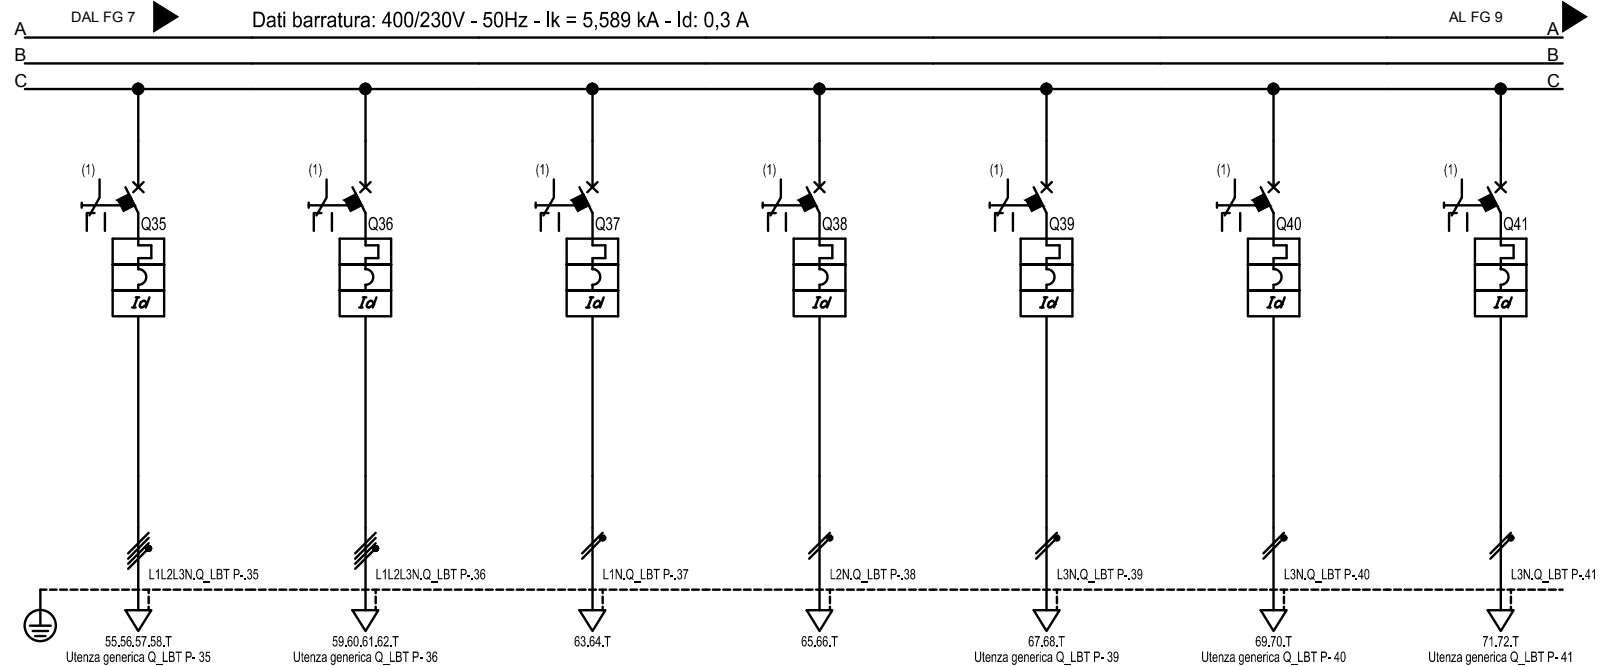 DAL FG 7 Dati barratura: 400/230V - 50Hz - Ik = 5,589 kA - Id: 0,3 A AL FG 9
A A
B B
C C
(1) (1) (1) (1) (1) (1) (1)
Q35 Q36 Q37 Q38 Q39 Q40 Q41
Id Id Id Id Id Id Id
L1L2L3N.Q_LBT P-.35 L1L2L3N.Q_LBT P-.36 L1N.Q_LBT P-.37 L2N.Q_LBT P-.38 L3N.Q_LBT P-.39 L3N.Q_LBT P-.40 L3N.Q_LBT P-.41
55.56.57.58.T 59.60.61.62.T 63.64.T 65.66.T 67.68.T 69.70.T 71.72.T
Utenza generica Q_LBT P- 35 Utenza generica Q_LBT P- 36 Utenza generica Q_LBT P- 39 Utenza generica Q_LBT P- 40 Utenza generica Q_LBT P- 41